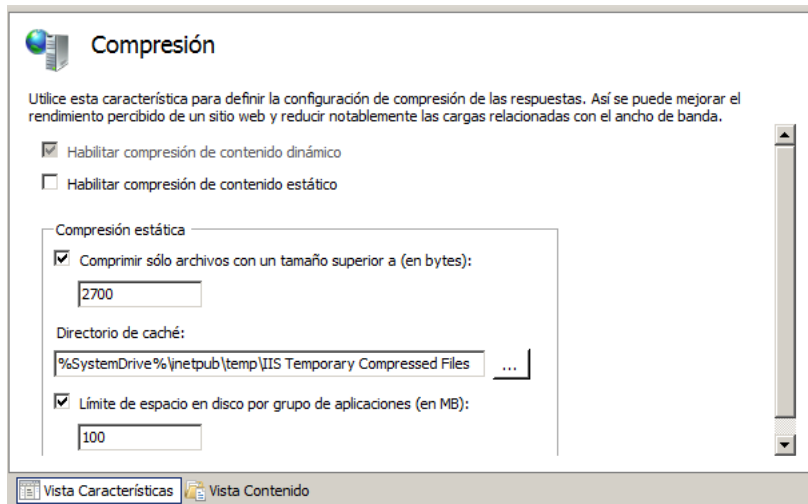 Compresión
Utilice esta característica para definir la configuración de compresión de las respuestas. Así se puede mejorar el
rendimiento percibido de un sitio web y reducir notablemente las cargas relacionadas con el ancho de banda.
Habilitar compresión de contenido dinámico
Habilitar compresión de contenido estático
Compresión estática
Comprimir sólo archivos con un tamaño superior a (en bytes):
2700
Directorio de caché:
%SystemDrive%\inetpub\temp\IIS Temporary Compressed Files
...
Límite de espacio en disco por grupo de aplicaciones (en MB):
100
Vista Características Vista Contenido